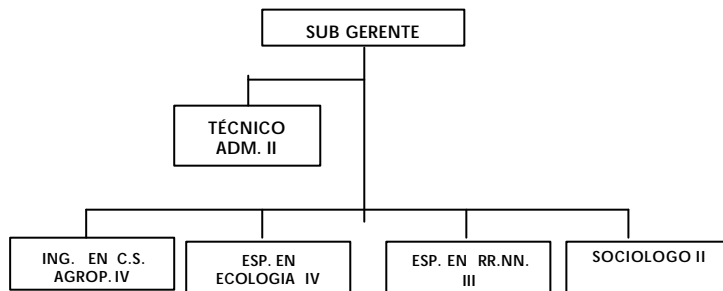 SUB GERENTE
TÉCNICO
ADM. II
ING. EN C.S.
AGROP. IV
ESP. EN
ECOLOGIA IV
ESP. EN RR.NN.
III
SOCIOLOGO II